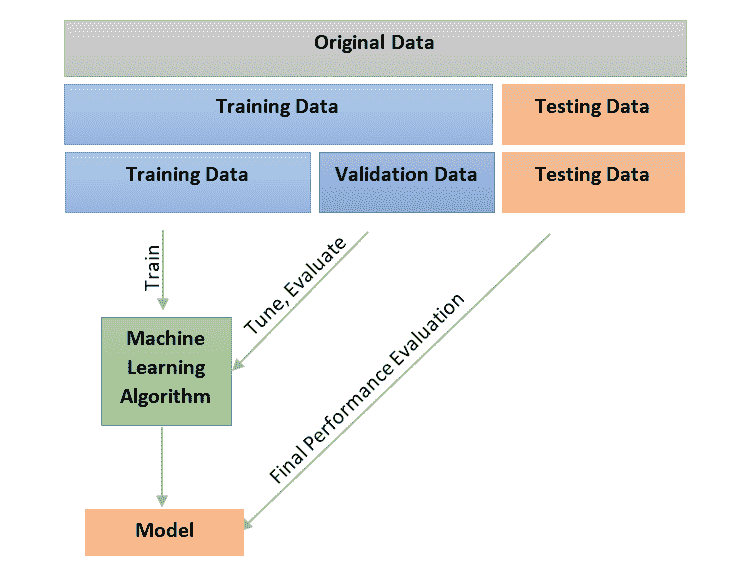 Original Data
Training Data
Testing Data
Training Data
Validation Data
Testing Data
Train
Tune, Evaluate
Final Performance Evaluation
Machine
Learning
Algorithm
Model